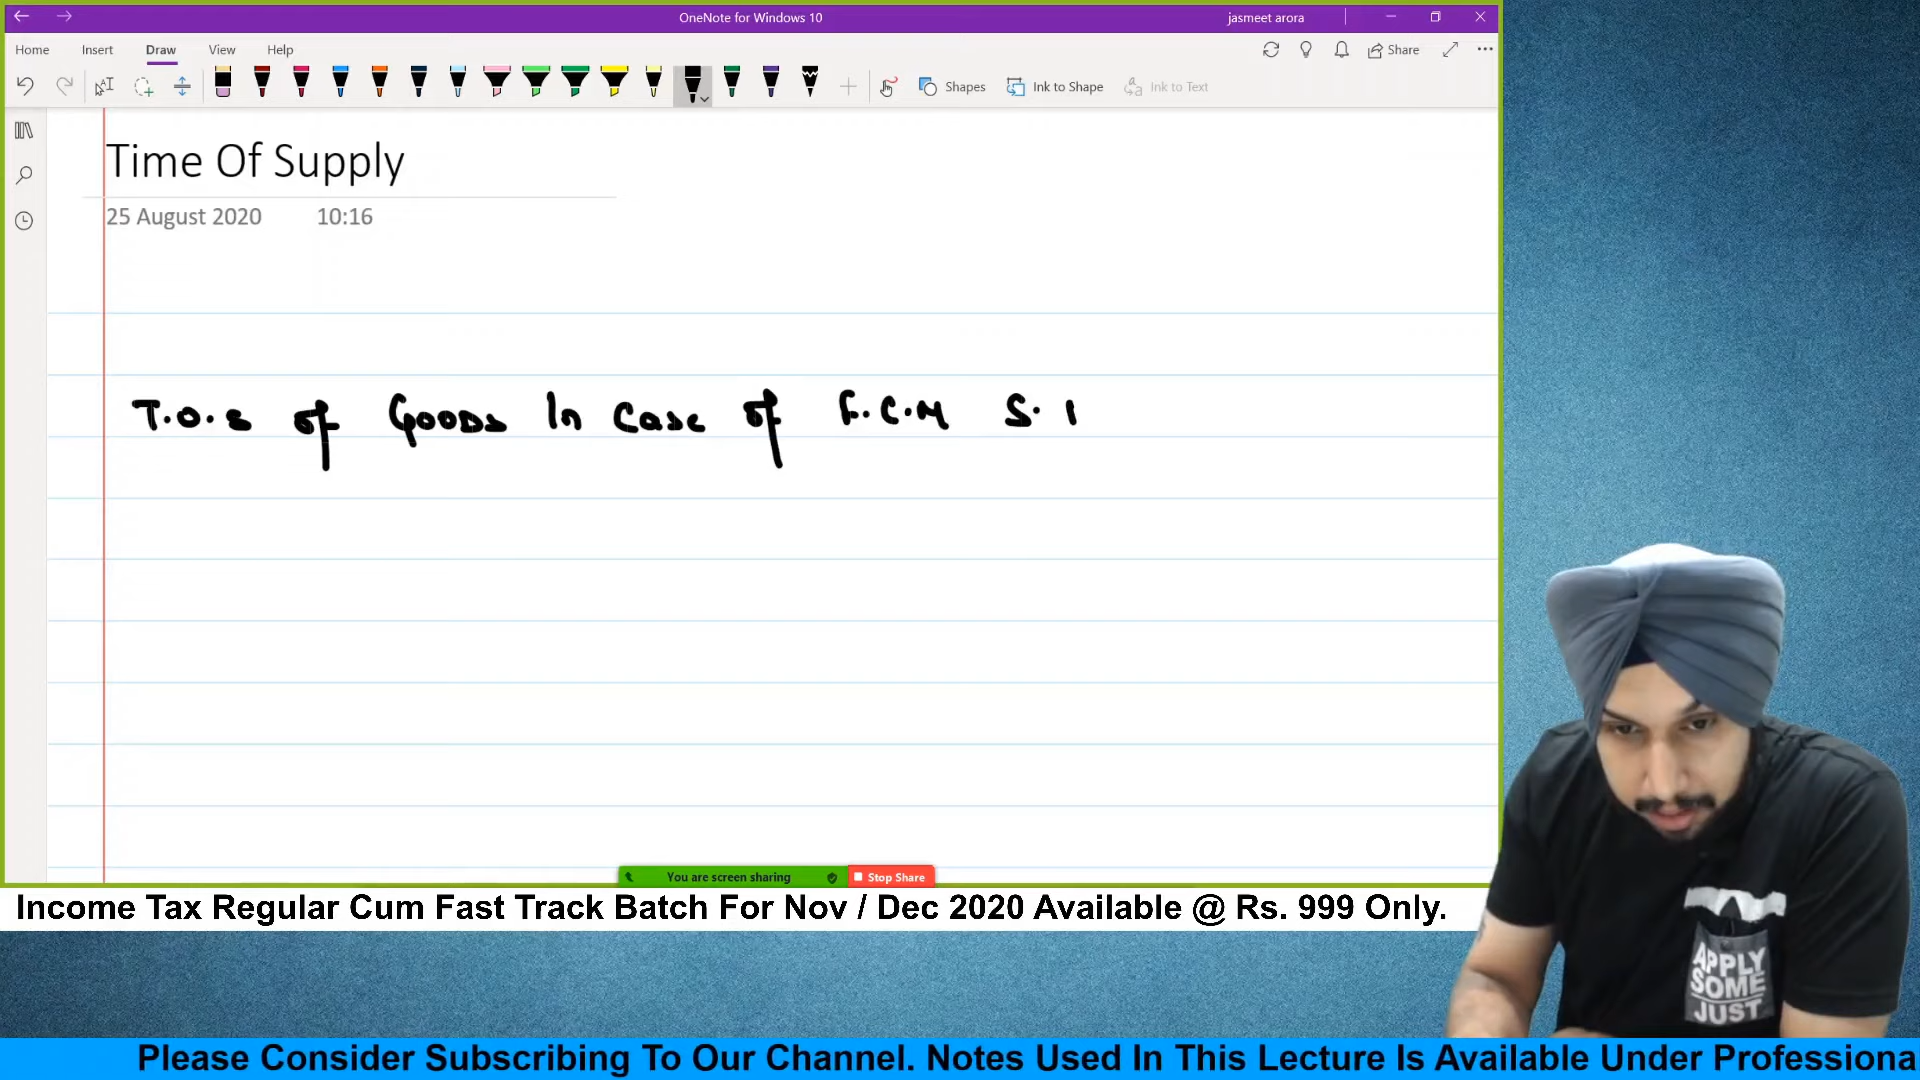 OneNote for Windows 10
jasmeet arora
Home Insert Draw View Help
Share
Shapes Ink to Shape Ink to Text
Time Of Supply
25 August 2020 10:16
T.O.S of Goods In Case of F.C.M S. 1
You are screen sharing Stop Share
Income Tax Regular Cum Fast Track Batch For Nov / Dec 2020 Available @ Rs. 999 Only.
APPLY
SOME
JUST
Please Consider Subscribing To Our Channel. Notes Used In This Lecture Is Available Under Professiona